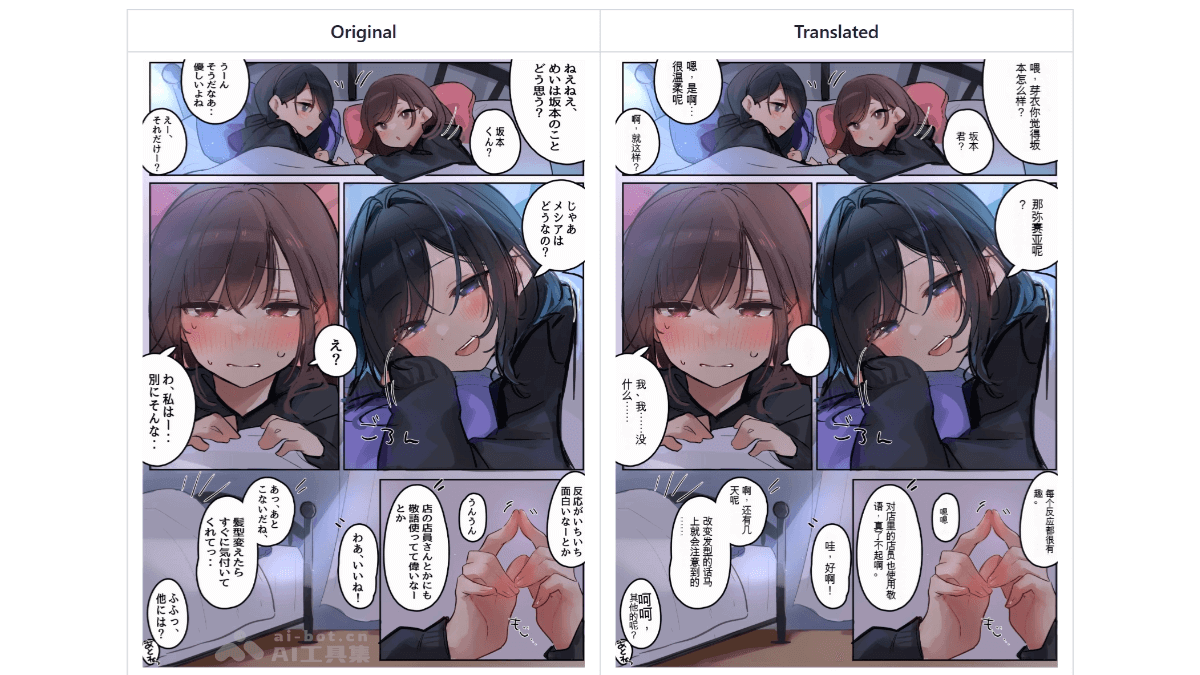 Original
Translated
ねえねえ、
めいは坂本のこと
どう思う?
坂本
くん?
うーん
そうだなあ‥
優しいよね
えー、
それだけー?
じゃあ
メシアは
どうなの?
え?
わ、私はー‥
別にそんな‥
ごろん
反応がいちいち
面白いなーとか
うんうん
店の店員さんとかにも
敬語使ってて偉いなー
とか
わあ、いいね!
あっ、あと
こないだね、
髪型変えたら
すぐに気付いて
くれてっ‥
ふふっ、
他には?
ai-bot.cn
AI工具集
喂,芽衣你觉得坂
本怎么样?
坂本
君?
嗯,是啊…
很温柔呢
啊,就这样?
那弥赛亚呢
?
我、我……没
什么……
ごろん
每个反应都很有
趣。
嗯嗯
对店里的店员也使用敬
语,真了不起啊。
哇,好啊!
啊,还有几
天呢
改变发型的话马
上就会注意到的
……
呵呵,
其他的呢?